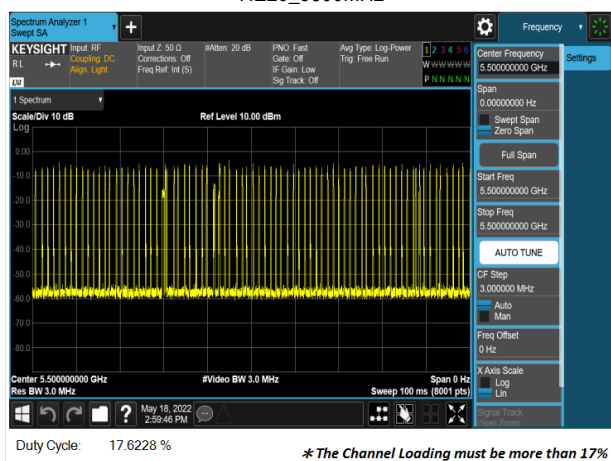 Spectrum Analyzer 1
Swept SA
Frequency
KEYSIGHT
RL
Input: RF
Coupling: DC
Align: Light
Input Z: 50 Ω
Corrections: Off
Freq Ref: Int (S)
#Atten: 20 dB
PNO: Fast
Gate: Off
IF Gain: Low
Sig Track: Off
Avg Type: Log-Power
Trig: Free Run
1 2 3 4 5 6
W W W W W W
P N N N N N
LXI
1 Spectrum
Scale/Div 10 dB
Ref Level 10.00 dBm
Log
0.00
-10.0
-20.0
-30.0
-40.0
-50.0
-60.0
-70.0
-80.0
Center 5.500000000 GHz
#Video BW 3.0 MHz
Span 0 Hz
Res BW 3.0 MHz
Sweep 100 ms (8001 pts)
Center Frequency
5.500000000 GHz
Settings
Span
0.00000000 Hz
Swept Span
Zero Span
Full Span
Start Freq
5.500000000 GHz
Stop Freq
5.500000000 GHz
AUTO TUNE
CF Step
3.000000 MHz
Auto
Man
Freq Offset
0 Hz
X Axis Scale
Log
Lin
Signal Track
(Span Zoom)
?
May 18, 2022
2:59:46 PM
Duty Cycle: 17.6228 %
* The Channel Loading must be more than 17%